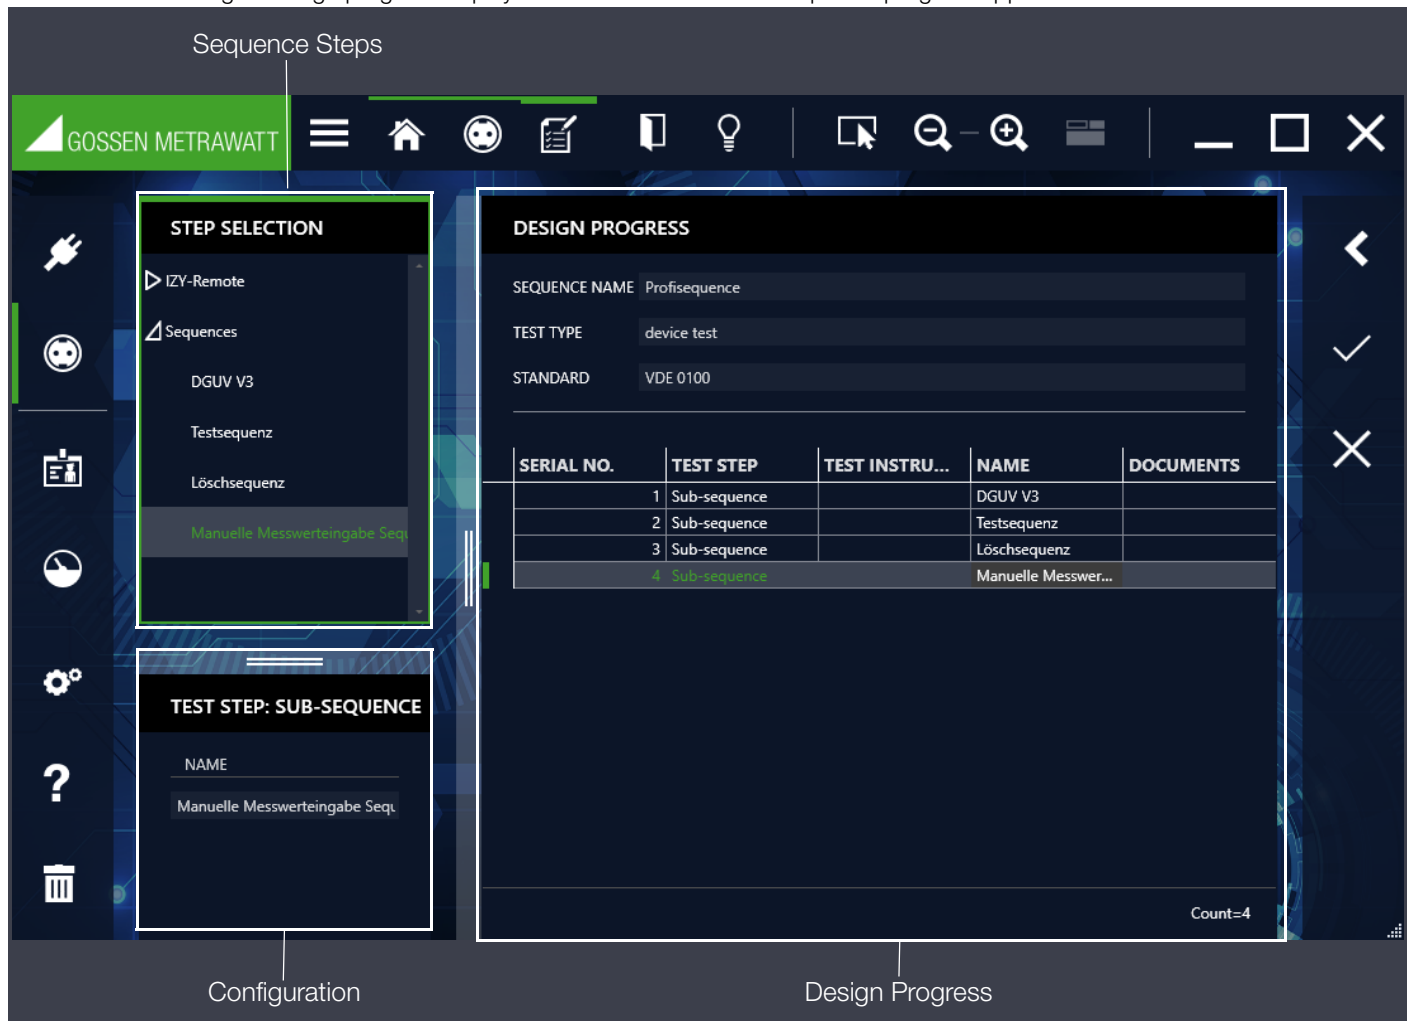 Sequence Steps
GOSSEN METRAWATT
STEP SELECTION
IZY-Remote
Sequences
DGUV V3
Testsequenz
Löschsequenz
Manuelle Messwerteingabe Sequ
TEST STEP: SUB-SEQUENCE
NAME
Manuelle Messwerteingabe Sequ
DESIGN PROGRESS
SEQUENCE NAME Profisequence
TEST TYPE device test
STANDARD VDE 0100
SERIAL NO. TEST STEP TEST INSTRU... NAME DOCUMENTS
1 Sub-sequence DGUV V3
2 Sub-sequence Testsequenz
3 Sub-sequence Löschsequenz
4 Sub-sequence Manuelle Messwer...
Count=4
Configuration
Design Progress